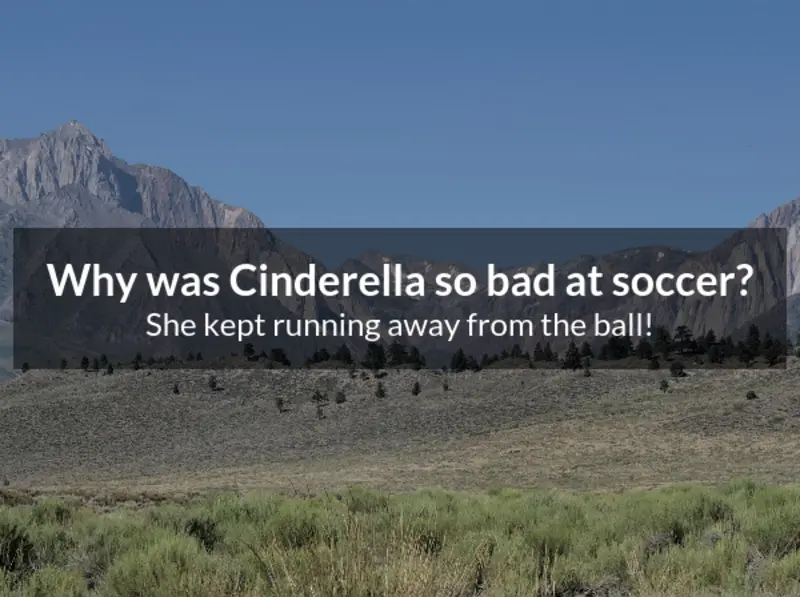 Why was Cinderella so bad at soccer?
She kept running away from the ball!